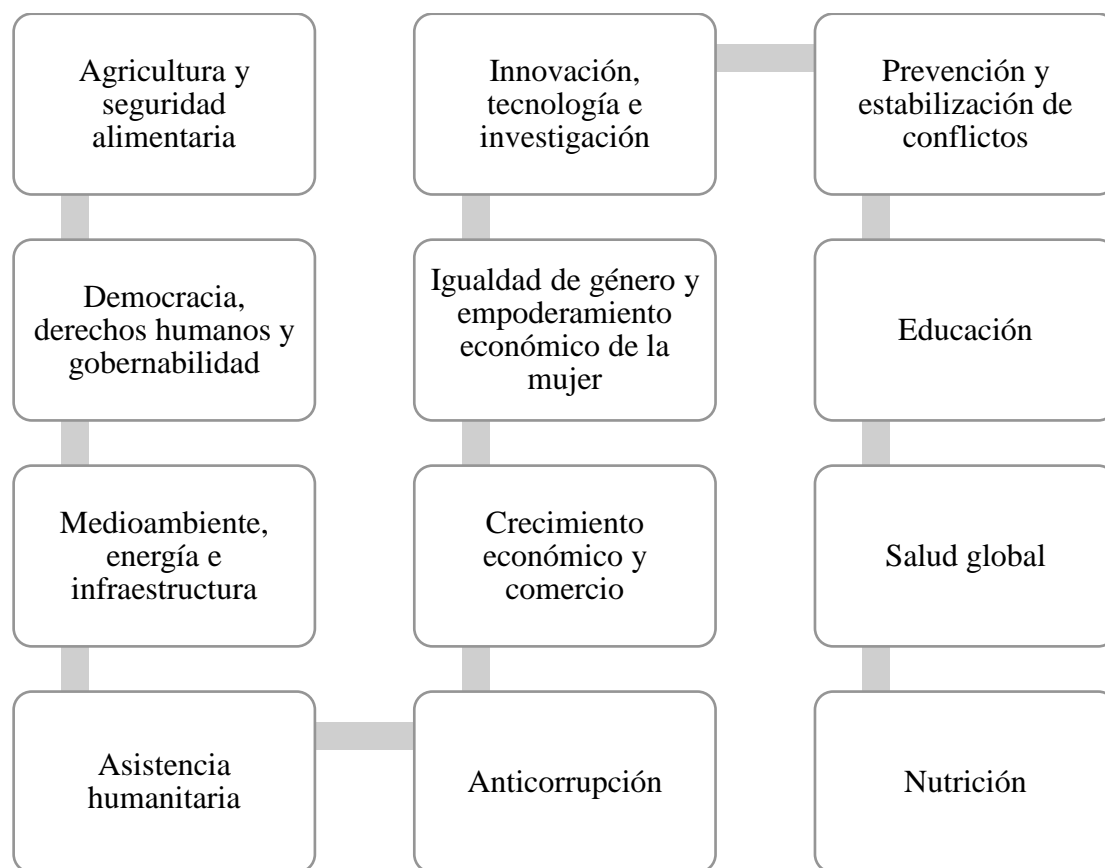 Agricultura y
seguridad
alimentaria
Democracia,
derechos humanos y
gobernabilidad
Medioambiente,
energía e
infraestructura
Asistencia
humanitaria
Anticorrupción
Crecimiento
económico y
comercio
Igualdad de género y
empoderamiento
económico de la
mujer
Innovación,
tecnología e
investigación
Prevención y
estabilización de
conflictos
Educación
Salud global
Nutrición